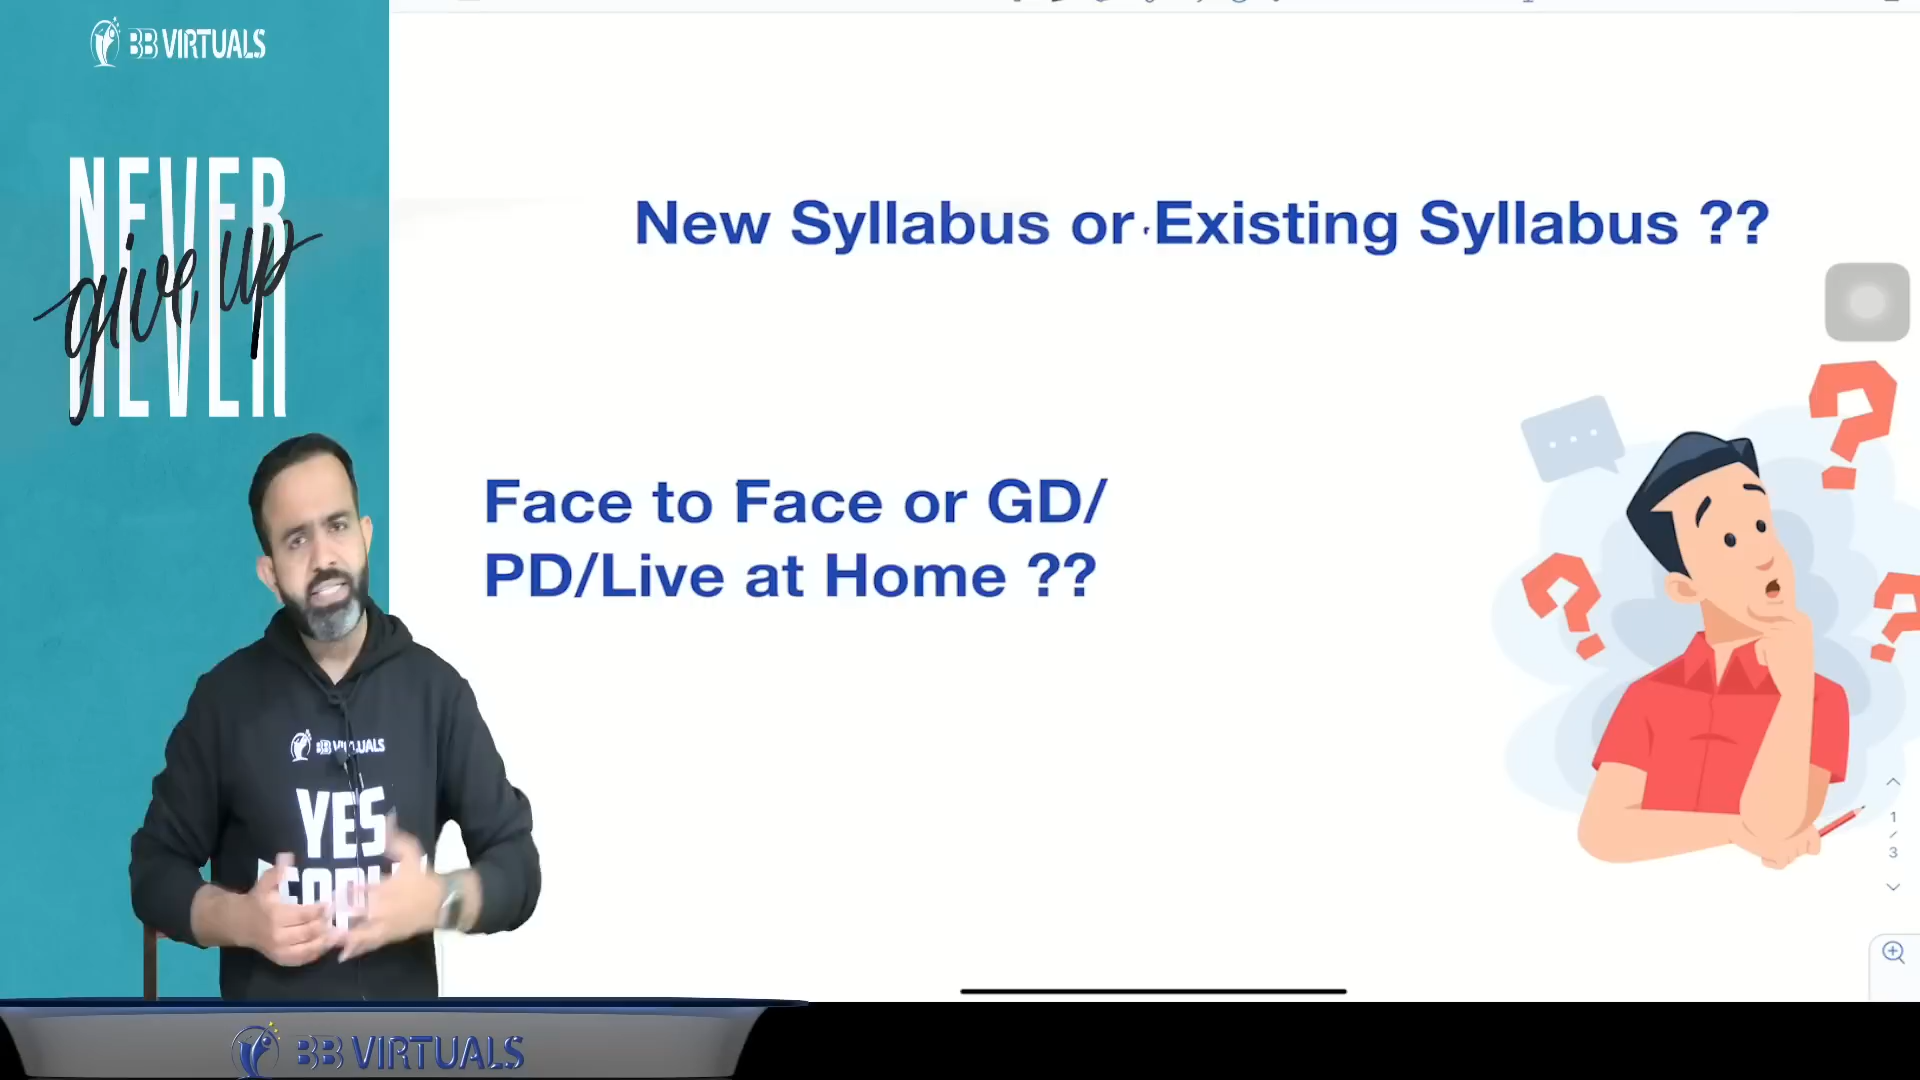 BB VIRTUALS
NEVER
give up
NEVER
New Syllabus or Existing Syllabus ??
Face to Face or GD/
PD/Live at Home ??
BB VIRTUALS
YES
1
/
3
BB VIRTUALS